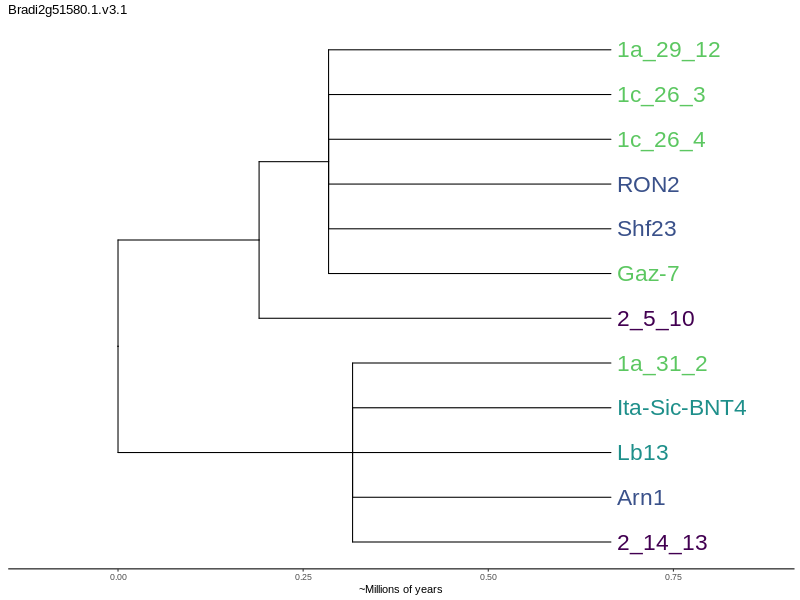 Bradi2g51580.1.v3.1
1a_29_12
1c_26_3
1c_26_4
RON2
Shf23
Gaz-7
2_5_10
1a_31_2
Ita-Sic-BNT4
Lb13
Arn1
2_14_13
0.00 0.25 0.50 0.75
~Millions of years